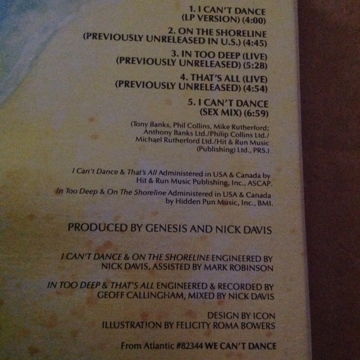 1. I CAN'T DANCE
(LP VERSION) (4:00)
2. ON THE SHORELINE
(PREVIOUSLY UNRELEASED IN U.S.) (4:45)
3. IN TOO DEEP (LIVE)
(PREVIOUSLY UNRELEASED) (5:28)
4. THAT'S ALL (LIVE)
(PREVIOUSLY UNRELEASED) (4:54)
5. I CAN'T DANCE
(SEX MIX) (6:59)
(Tony Banks, Phil Collins, Mike Rutherford;
Anthony Banks Ltd./Philip Collins Ltd./
Michael Rutherford Ltd./Hit & Run Music
(Publishing) Ltd., PRS.)
I Can't Dance & That's All Administered in USA & Canada by
Hit & Run Music Publishing, Inc., ASCAP.
In Too Deep & On The Shoreline Administered in USA & Canada
by Hidden Pun Music, Inc., BMI.
PRODUCED BY GENESIS AND NICK DAVIS
I CAN'T DANCE & ON THE SHORELINE ENGINEERED BY
NICK DAVIS, ASSISTED BY MARK ROBINSON
IN TOO DEEP & THAT'S ALL ENGINEERED & RECORDED BY
GEOFF CALLINGHAM, MIXED BY NICK DAVIS
DESIGN BY ICON
ILLUSTRATION BY FELICITY ROMA BOWERS
From Atlantic #82344 WE CAN'T DANCE